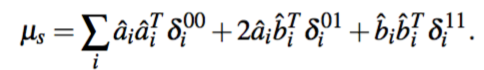 μ_s = ∑_i â_i â_i^T δ_i^{00} + 2â_i b̂_i^T δ_i^{01} + b̂_i b̂_i^T δ_i^{11}.